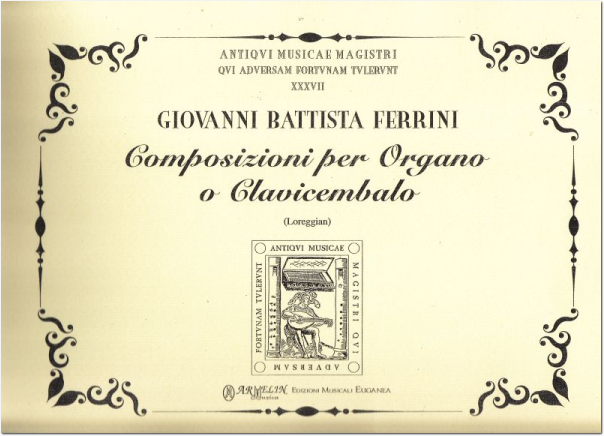 ANTIQVI MUSICAE MAGISTRI
QVI ADVERSAM FORTVNAM TVLERVNT
XXXVII
GIOVANNI BATTISTA FERRINI
Composizioni per Organo
o Clavicembalo
(Loreggian)
ANTIQVI MUSICAE
MAGISTRI QVI
ADVERSAM
FORTVNAM TVLERVNT
ARMELIN EDIZIONI MUSICALI EUGANEA
Musica